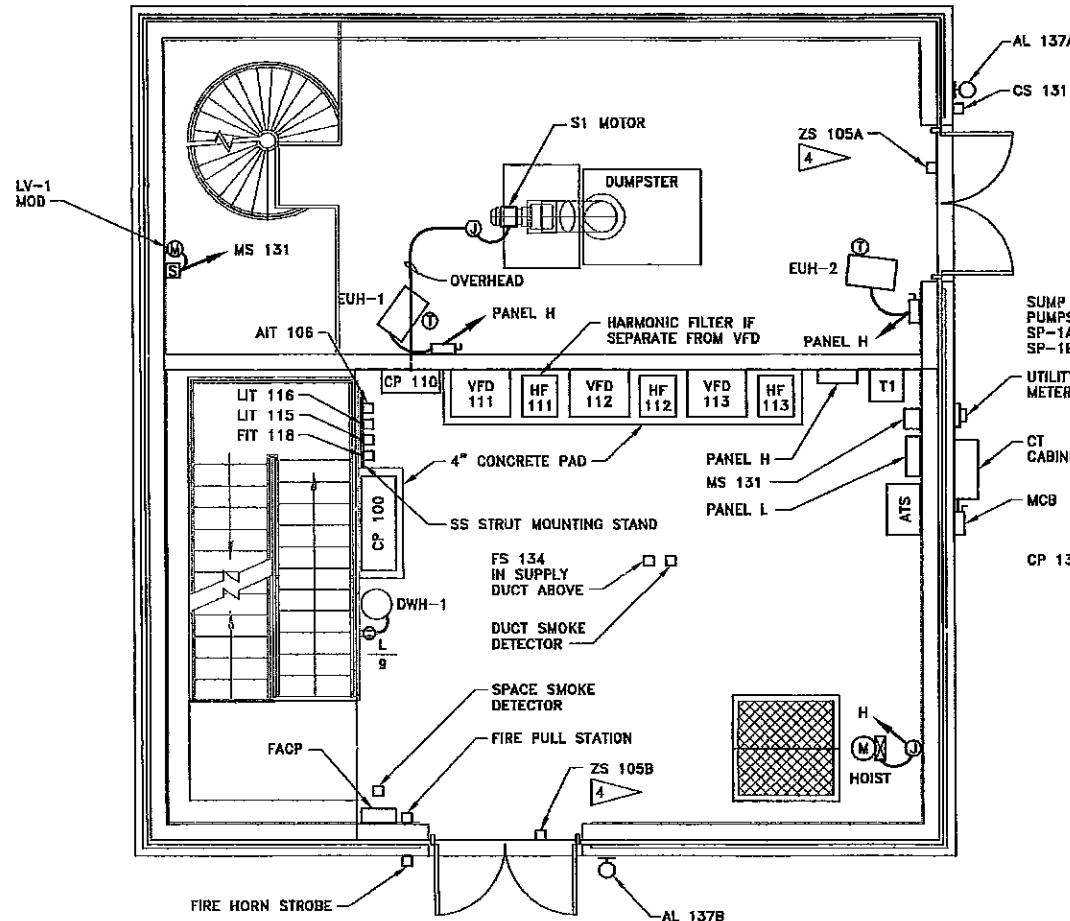 AL 137A
CS 131
S1 MOTOR
ZS 105A
4
LV-1
MOD
DUMPSTER
M
S
MS 131
J
T
EUH-2
OVERHEAD
EUH-1
T
PANEL H
HARMONIC FILTER IF
SEPARATE FROM VFD
PANEL H
SUMP
PUMPS
SP-1A
SP-1B
AIT 106
CP 110
VFD
111
HF
111
VFD
112
HF
112
VFD
113
HF
113
T1
UTILITY
METER
LIT 116
LIT 115
FIT 118
4" CONCRETE PAD
PANEL H
MS 131
PANEL L
CT
CABINE
ATS
MCB
SS STRUT MOUNTING STAND
CP 100
FS 134
IN SUPPLY
DUCT ABOVE
CP 13
DWH-1
L
9
DUCT SMOKE
DETECTOR
SPACE SMOKE
DETECTOR
FIRE PULL STATION
FACP
H
M
J
HOIST
ZS 105B
4
FIRE HORN STROBE
AL 137B